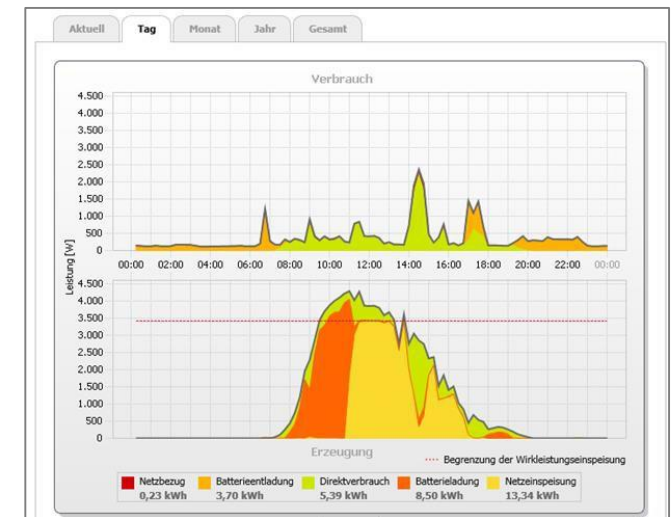 Aktuell Tag Monat Jahr Gesamt
Verbrauch
Leistung [W]
4.500
4.000
3.500
3.000
2.500
2.000
1.500
1.000
500
0
00:00 02:00 04:00 06:00 08:00 10:00 12:00 14:00 16:00 18:00 20:00 22:00 00:00
4.500
4.000
3.500
3.000
2.500
2.000
1.500
1.000
500
0
Erzeugung
Begrenzung der Wirkleistungseinspeisung
Netzbezug Batterieentladung Direktverbrauch Batterieladung Netzeinspeisung
0,23 kWh 3,70 kWh 5,39 kWh 8,50 kWh 13,34 kWh